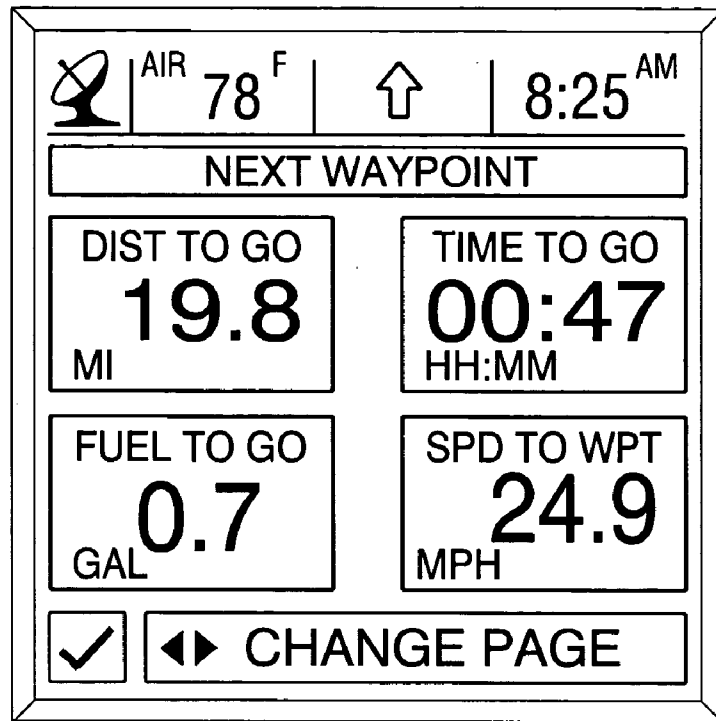 AIR 78 F 8:25 AM
NEXT WAYPOINT
DIST TO GO
19.8
MI
TIME TO GO
00:47
HH:MM
FUEL TO GO
0.7
GAL
SPD TO WPT
24.9
MPH
CHANGE PAGE